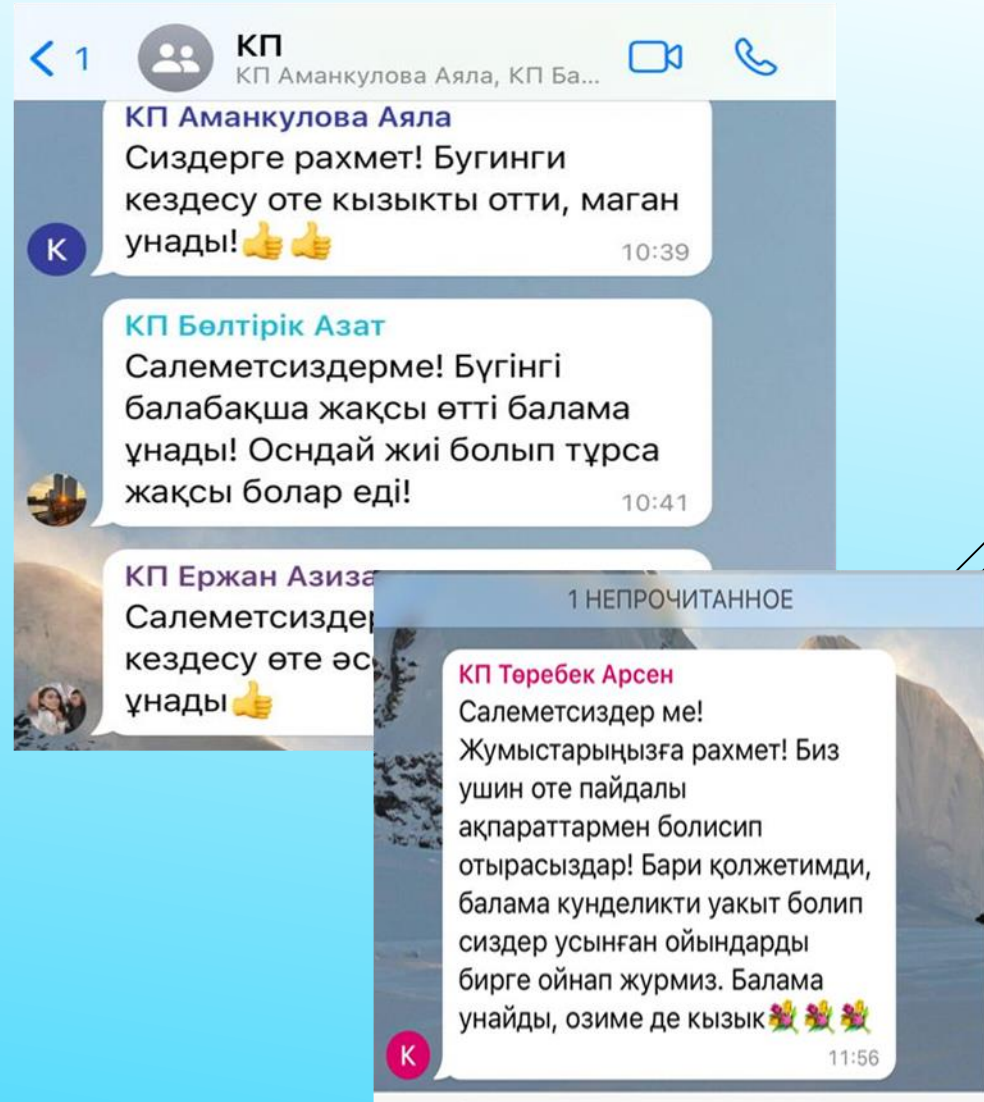 1
КП
КП Аманкулова Аяла, КП Ба...
КП Аманкулова Аяла
Сиздерге рахмет! Бугинги
кездесу оте кызыкты отти, маган
унады!👍👍
10:39
К
КП Бөлтірік Азат
Салеметсиздерме! Бүгінгі
балабақша жақсы өтті балама
ұнады! Осндай жиі болып тұрса
жақсы болар еді!
10:41
КП Ержан Азиза
Салеметсиздер
кездесу өте әс
ұнады👍
1 НЕПРОЧИТАННОЕ
КП Төребек Арсен
Салеметсиздер ме!
Жумыстарыңызға рахмет! Биз
ушин оте пайдалы
ақпараттармен болисип
отырасыздар! Бари қолжетимди,
балама кунделикти уакыт болип
сиздер усынған ойындарды
бирге ойнап журмиз. Балама
унайды, озиме де кызык💐💐💐
11:56
К